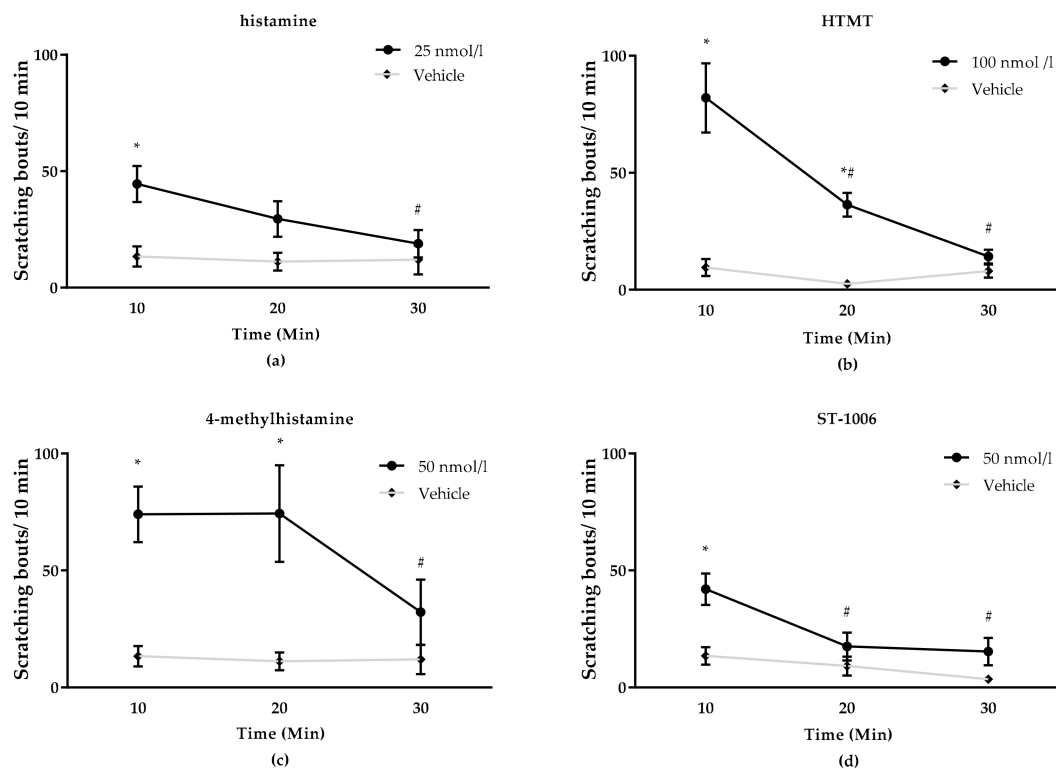 histamine
Scratching bouts/ 10 min
100
50
0
*
#
25 nmol/l
Vehicle
10 20 30
Time (Min)
(a)
HTMT
Scratching bouts/ 10 min
100
50
0
*
*#
#
100 nmol /l
Vehicle
10 20 30
Time (Min)
(b)
4-methylhistamine
Scratching bouts/ 10 min
100
50
0
*
*
#
50 nmol/l
Vehicle
10 20 30
Time (Min)
(c)
ST-1006
Scratching bouts/ 10 min
100
50
0
*
#
#
50 nmol/l
Vehicle
10 20 30
Time (Min)
(d)